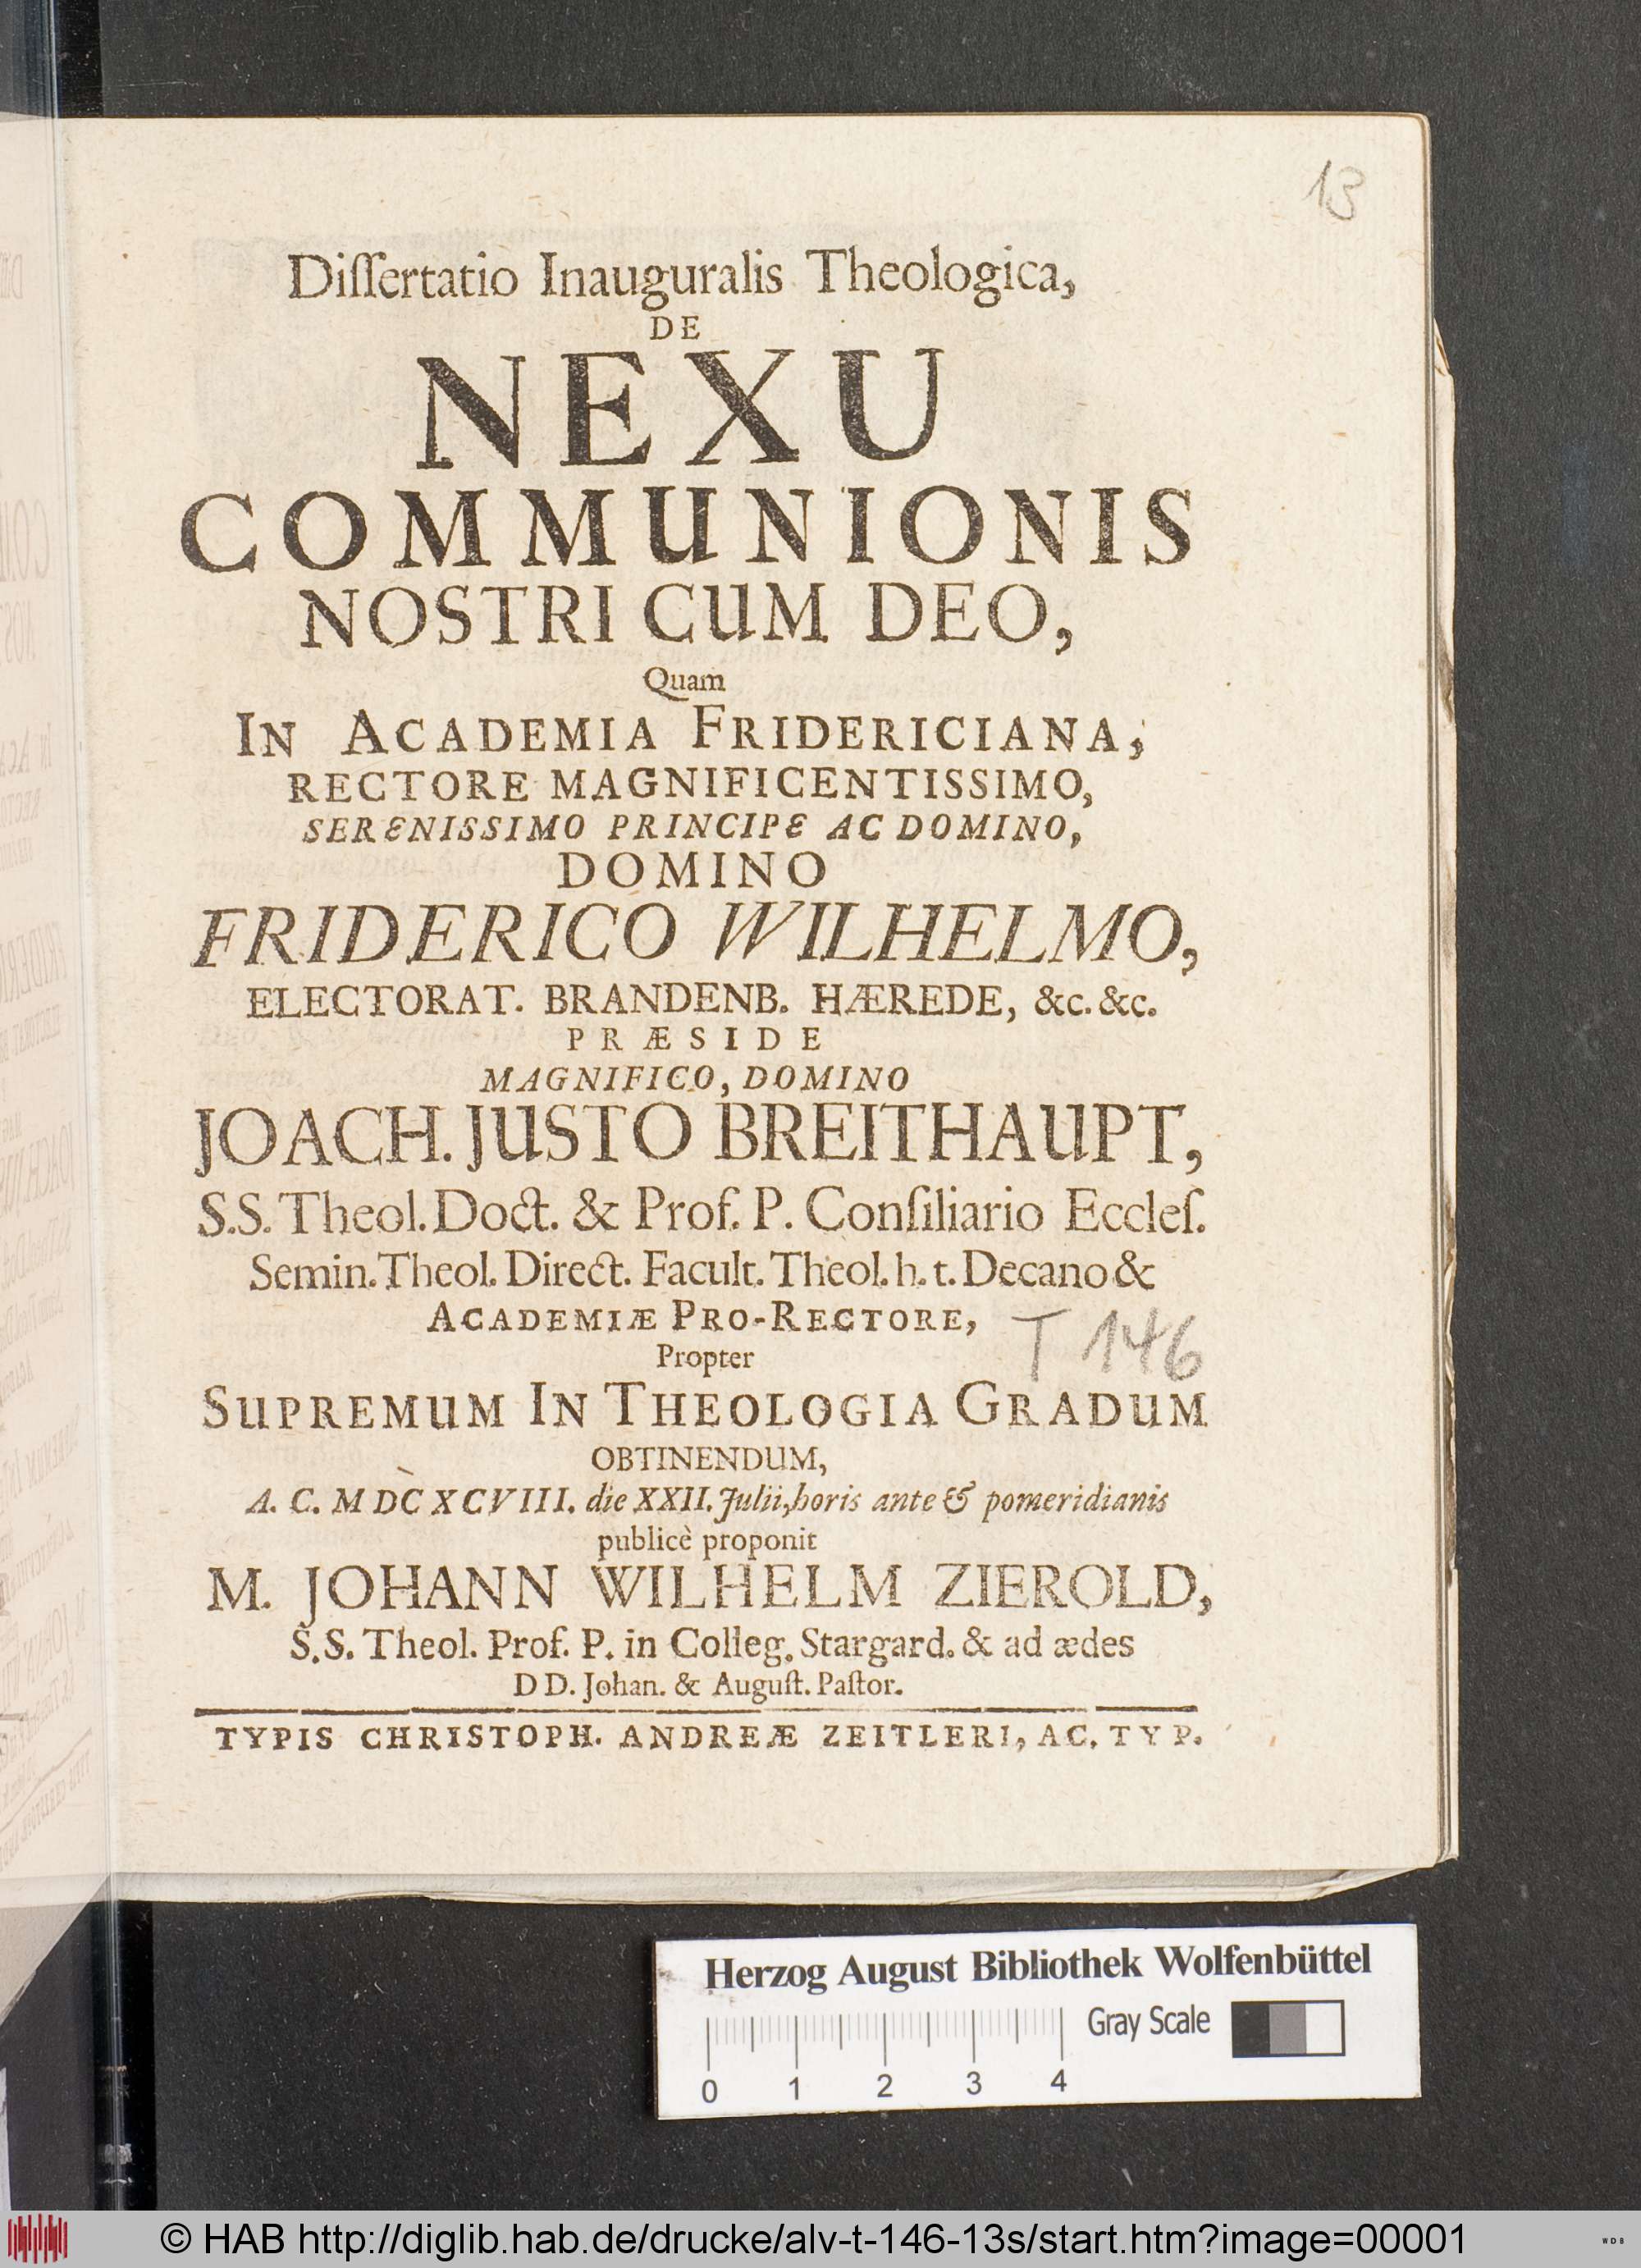 13
Diſſertatio Inauguralis Theologica,
DE
NEXU
COMMUNIONIS
NOSTRI CUM DEO,
Quam
IN ACADEMIA FRIDERICIANA,
RECTORE MAGNIFICENTISSIMO,
SERENISSIMO PRINCIPE AC DOMINO,
DOMINO
FRIDERICO WILHELMO,
ELECTORAT. BRANDENB. HÆREDE, &c. &c.
PRÆSIDE
MAGNIFICO, DOMINO
JOACH. JUSTO BREITHAUPT,
S.S. Theol. Doct. & Prof. P. Conſiliario Eccleſ.
Semin. Theol. Direct. Facult. Theol. h. t. Decano &
ACADEMIÆ PRO-RECTORE,
T 146
Propter
SUPREMUM IN THEOLOGIA GRADUM
OBTINENDUM,
A. C. M DC XCVIII. die XXII. Julii, horis ante & pomeridianis
publicè proponit
M. JOHANN WILHELM ZIEROLD,
S.S. Theol. Prof. P. in Colleg. Stargard. & ad ædes
DD. Johan. & Auguſt. Paſtor.
TYPIS CHRISTOPH. ANDREÆ ZEITLERI, AC. TYP.
Herzog August Bibliothek Wolfenbüttel
Gray Scale
0 1 2 3 4
© HAB http://diglib.hab.de/drucke/alv-t-146-13s/start.htm?image=00001
WDB